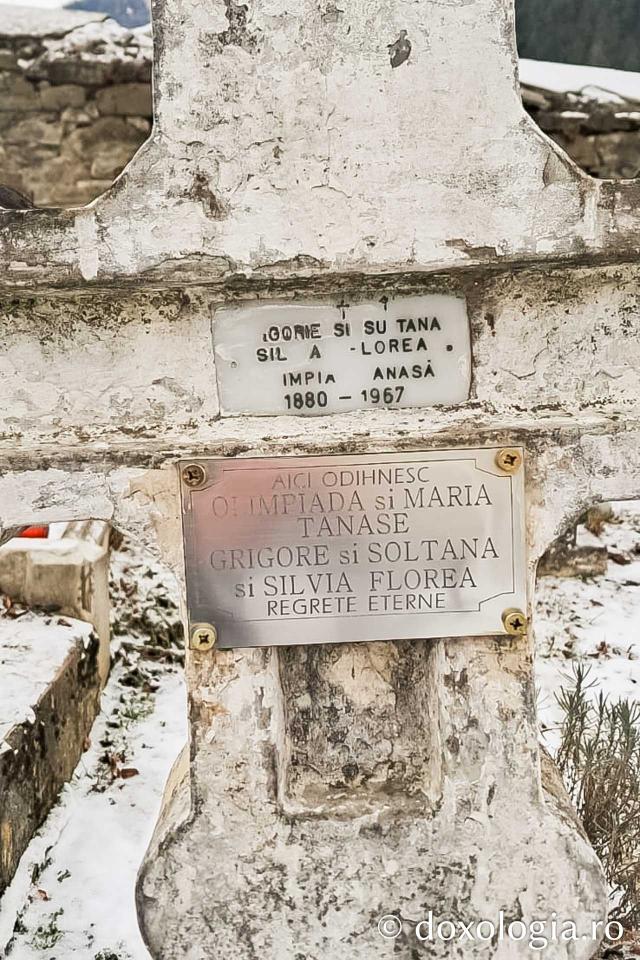 GORIE SI SU TANA
SIL A - LOREA .
IMPIA ANASĂ
1880 – 1967
AICI ODIHNESC
OLIMPIADA si MARIA
TANASE
GRIGORE si SOLTANA
si SILVIA FLOREA
REGRETE ETERNE
© doxologia.ro